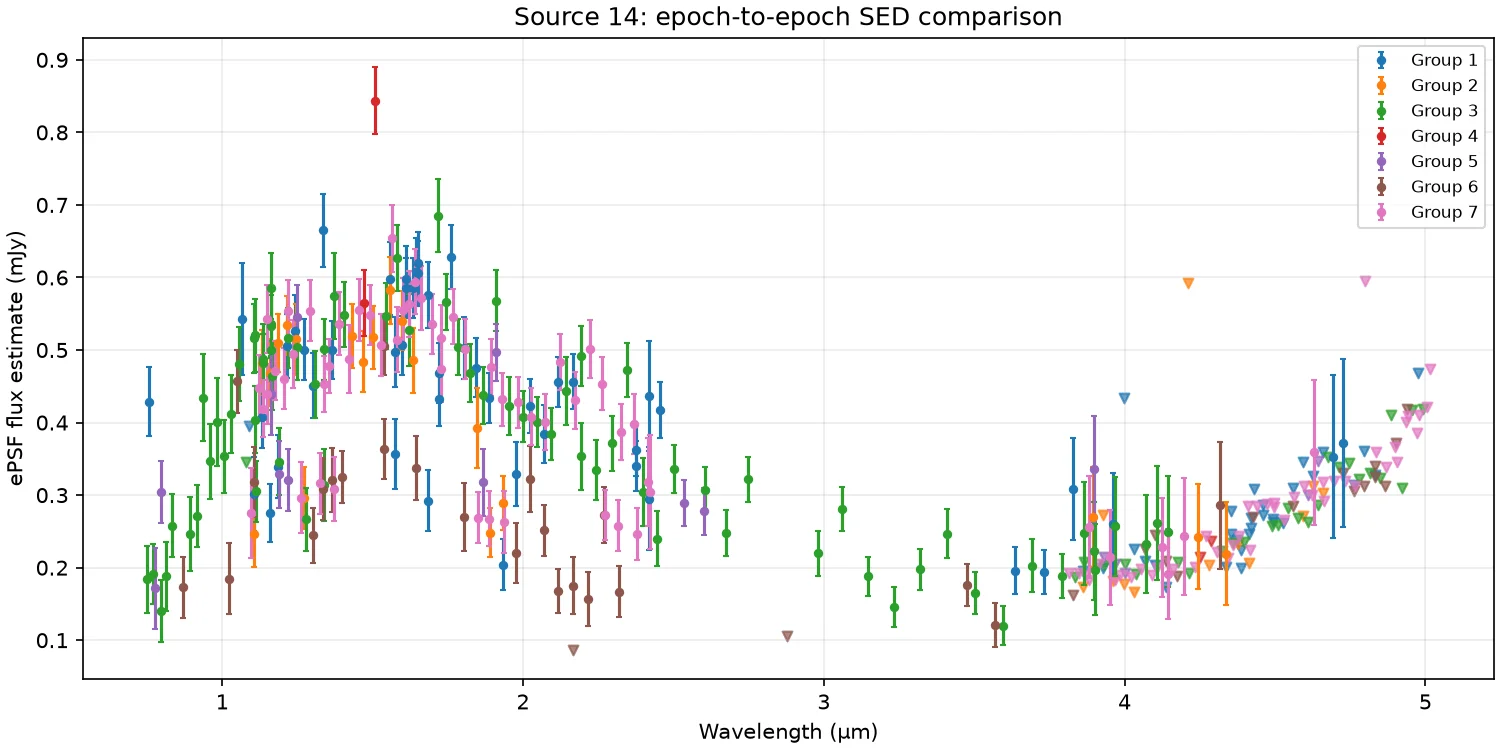 Source 14: epoch-to-epoch SED comparison
ePSF flux estimate (mJy)
0.9
0.8
0.7
0.6
0.5
0.4
0.3
0.2
0.1
Group 1
Group 2
Group 3
Group 4
Group 5
Group 6
Group 7
1 2 3 4 5
Wavelength (µm)